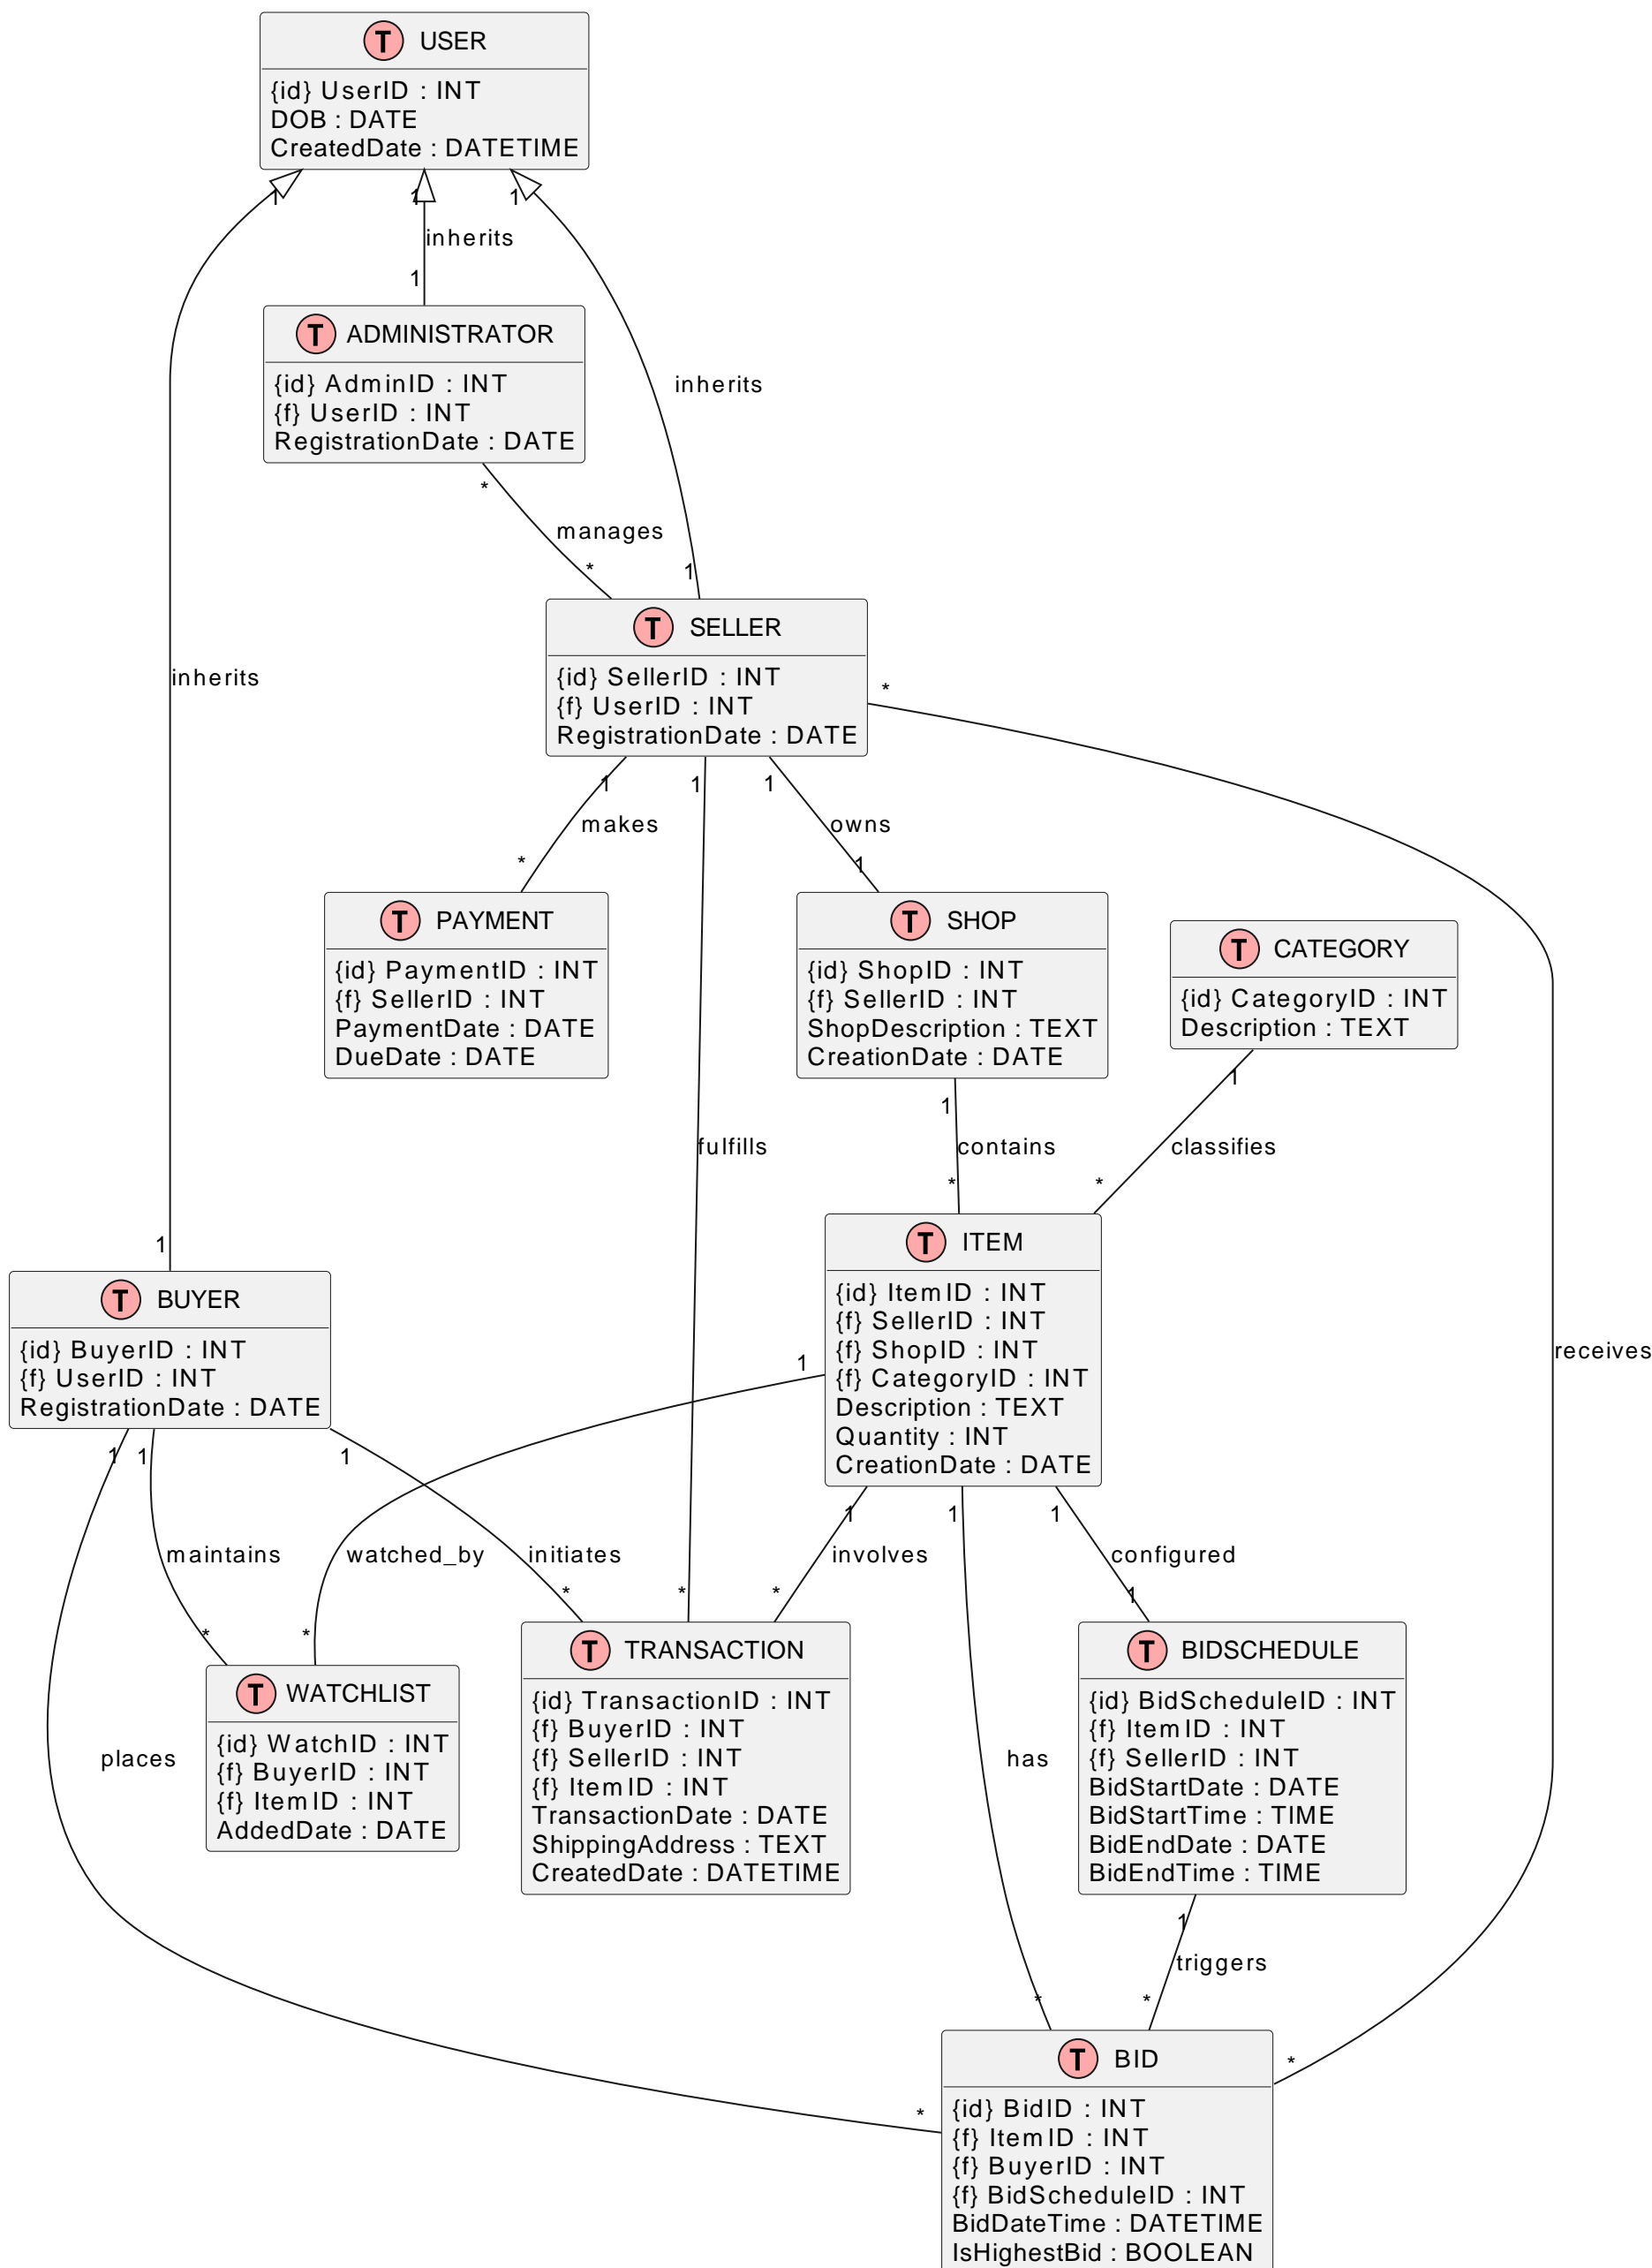 T USER
{id} UserID : INT
DOB : DATE
CreatedDate : DATETIME
1
1
1
inherits
1
T ADMINISTRATOR
{id} AdminID : INT
{f} UserID : INT
RegistrationDate : DATE
inherits
*
manages
*
1
T SELLER
{id} SellerID : INT
{f} UserID : INT
RegistrationDate : DATE
inherits
*
1
1
1
makes
owns
*
1
T PAYMENT
{id} PaymentID : INT
{f} SellerID : INT
PaymentDate : DATE
DueDate : DATE
T SHOP
{id} ShopID : INT
{f} SellerID : INT
ShopDescription : TEXT
CreationDate : DATE
T CATEGORY
{id} CategoryID : INT
Description : TEXT
1
1
fulfills
contains
classifies
*
*
1
T ITEM
{id} ItemID : INT
{f} SellerID : INT
{f} ShopID : INT
{f} CategoryID : INT
Description : TEXT
Quantity : INT
CreationDate : DATE
T BUYER
{id} BuyerID : INT
{f} UserID : INT
RegistrationDate : DATE
1
receives
1
1
1
1
1
1
maintains
watched_by
initiates
involves
configured
*
*
*
*
*
1
T WATCHLIST
{id} WatchID : INT
{f} BuyerID : INT
{f} ItemID : INT
AddedDate : DATE
T TRANSACTION
{id} TransactionID : INT
{f} BuyerID : INT
{f} SellerID : INT
{f} ItemID : INT
TransactionDate : DATE
ShippingAddress : TEXT
CreatedDate : DATETIME
T BIDSCHEDULE
{id} BidScheduleID : INT
{f} ItemID : INT
{f} SellerID : INT
BidStartDate : DATE
BidStartTime : TIME
BidEndDate : DATE
BidEndTime : TIME
places
has
1
triggers
*
*
*
*
T BID
{id} BidID : INT
{f} ItemID : INT
{f} BuyerID : INT
{f} BidScheduleID : INT
BidDateTime : DATETIME
IsHighestBid : BOOLEAN